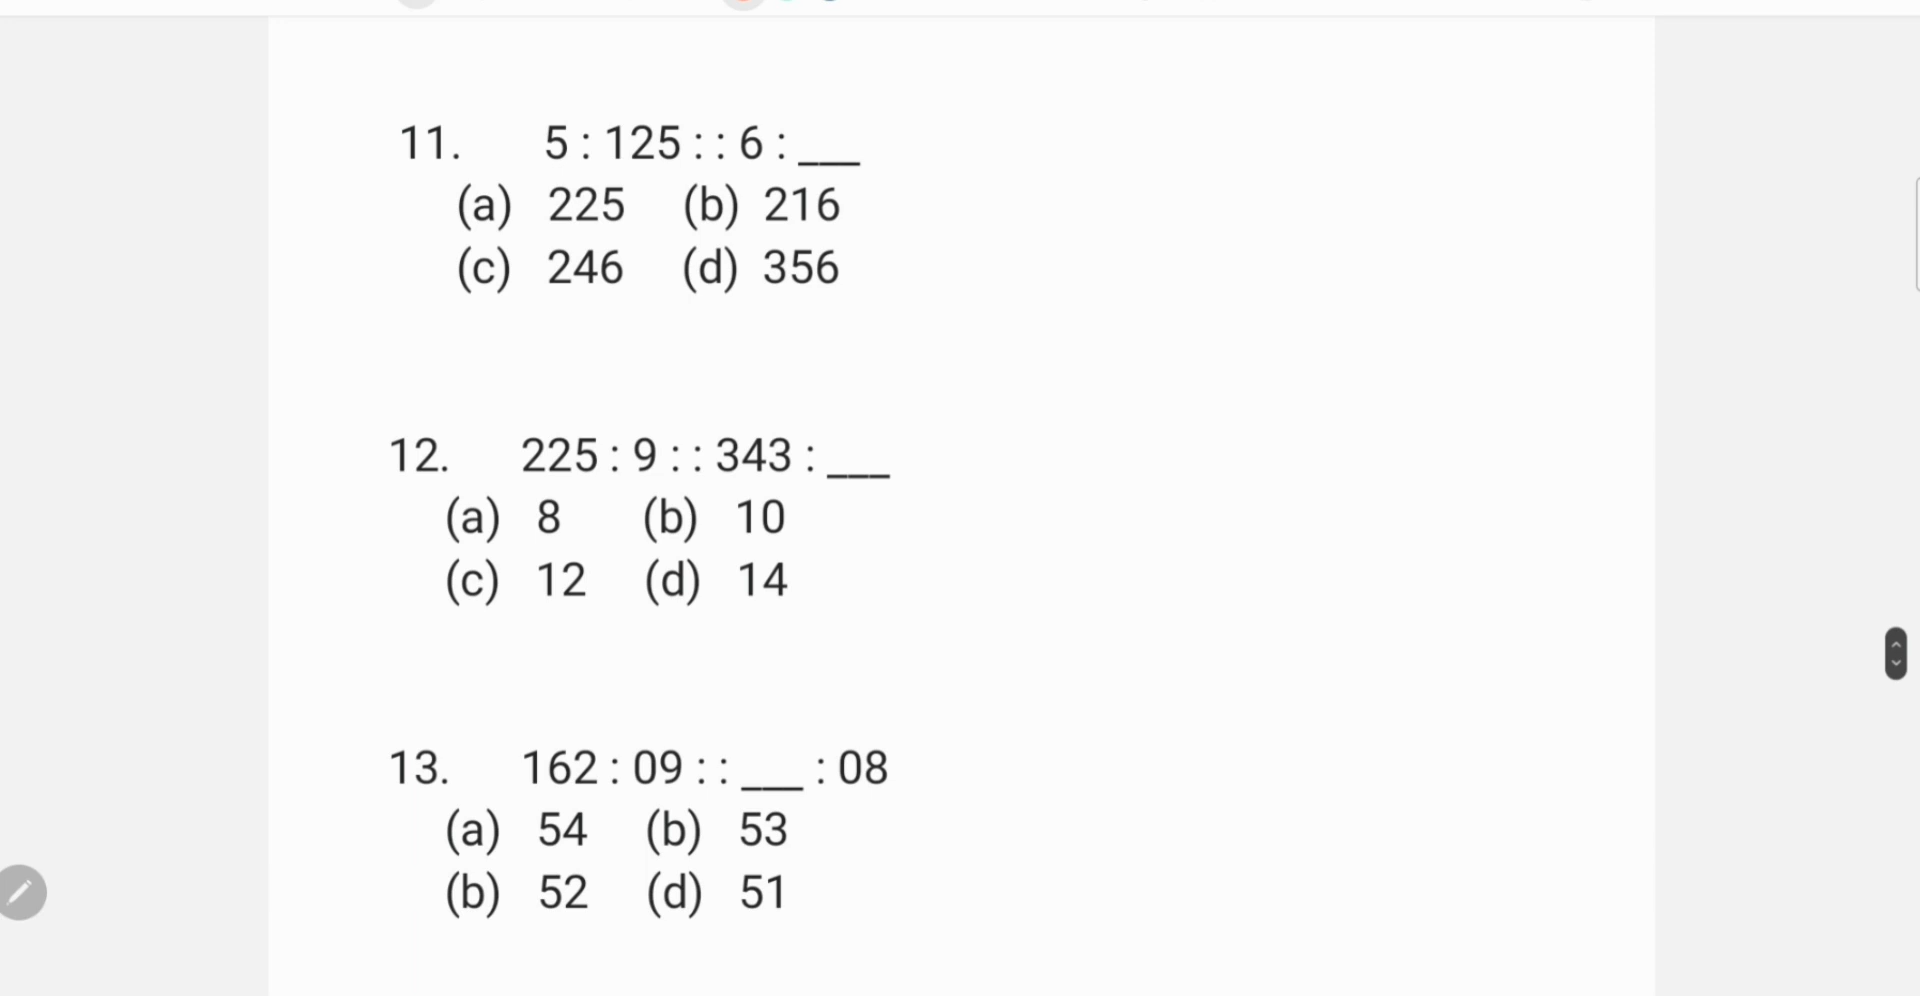 11. 5 : 125 : : 6 : ___
(a) 225 (b) 216
(c) 246 (d) 356
12. 225 : 9 : : 343 : ___
(a) 8 (b) 10
(c) 12 (d) 14
13. 162 : 09 : : ___ : 08
(a) 54 (b) 53
(b) 52 (d) 51